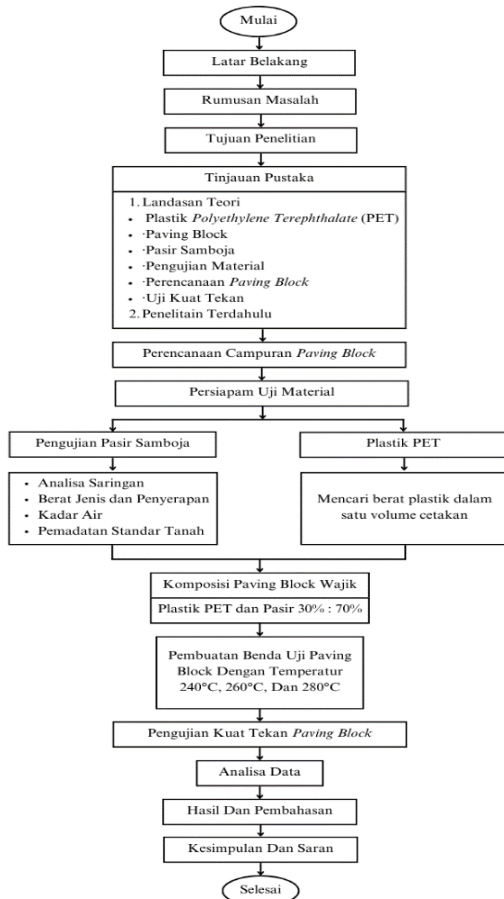 Mulai
Latar Belakang
Rumusan Masalah
Tujuan Penelitian
Tinjauan Pustaka
1. Landasan Teori
• Plastik Polyethylene Terephthalate (PET)
• ·Paving Block
• ·Pasir Samboja
• ·Pengujian Material
• ·Perencanaan Paving Block
• ·Uji Kuat Tekan
2. Penelitain Terdahulu
Perencanaan Campuran Paving Block
Persiapam Uji Material
Pengujian Pasir Samboja
• Analisa Saringan
• Berat Jenis dan Penyerapan
• Kadar Air
• Pemadatan Standar Tanah
Plastik PET
Mencari berat plastik dalam
satu volume cetakan
Komposisi Paving Block Wajik
Plastik PET dan Pasir 30% : 70%
Pembuatan Benda Uji Paving
Block Dengan Temperatur
240°C, 260°C, Dan 280°C
Pengujian Kuat Tekan Paving Block
Analisa Data
Hasil Dan Pembahasan
Kesimpulan Dan Saran
Selesai